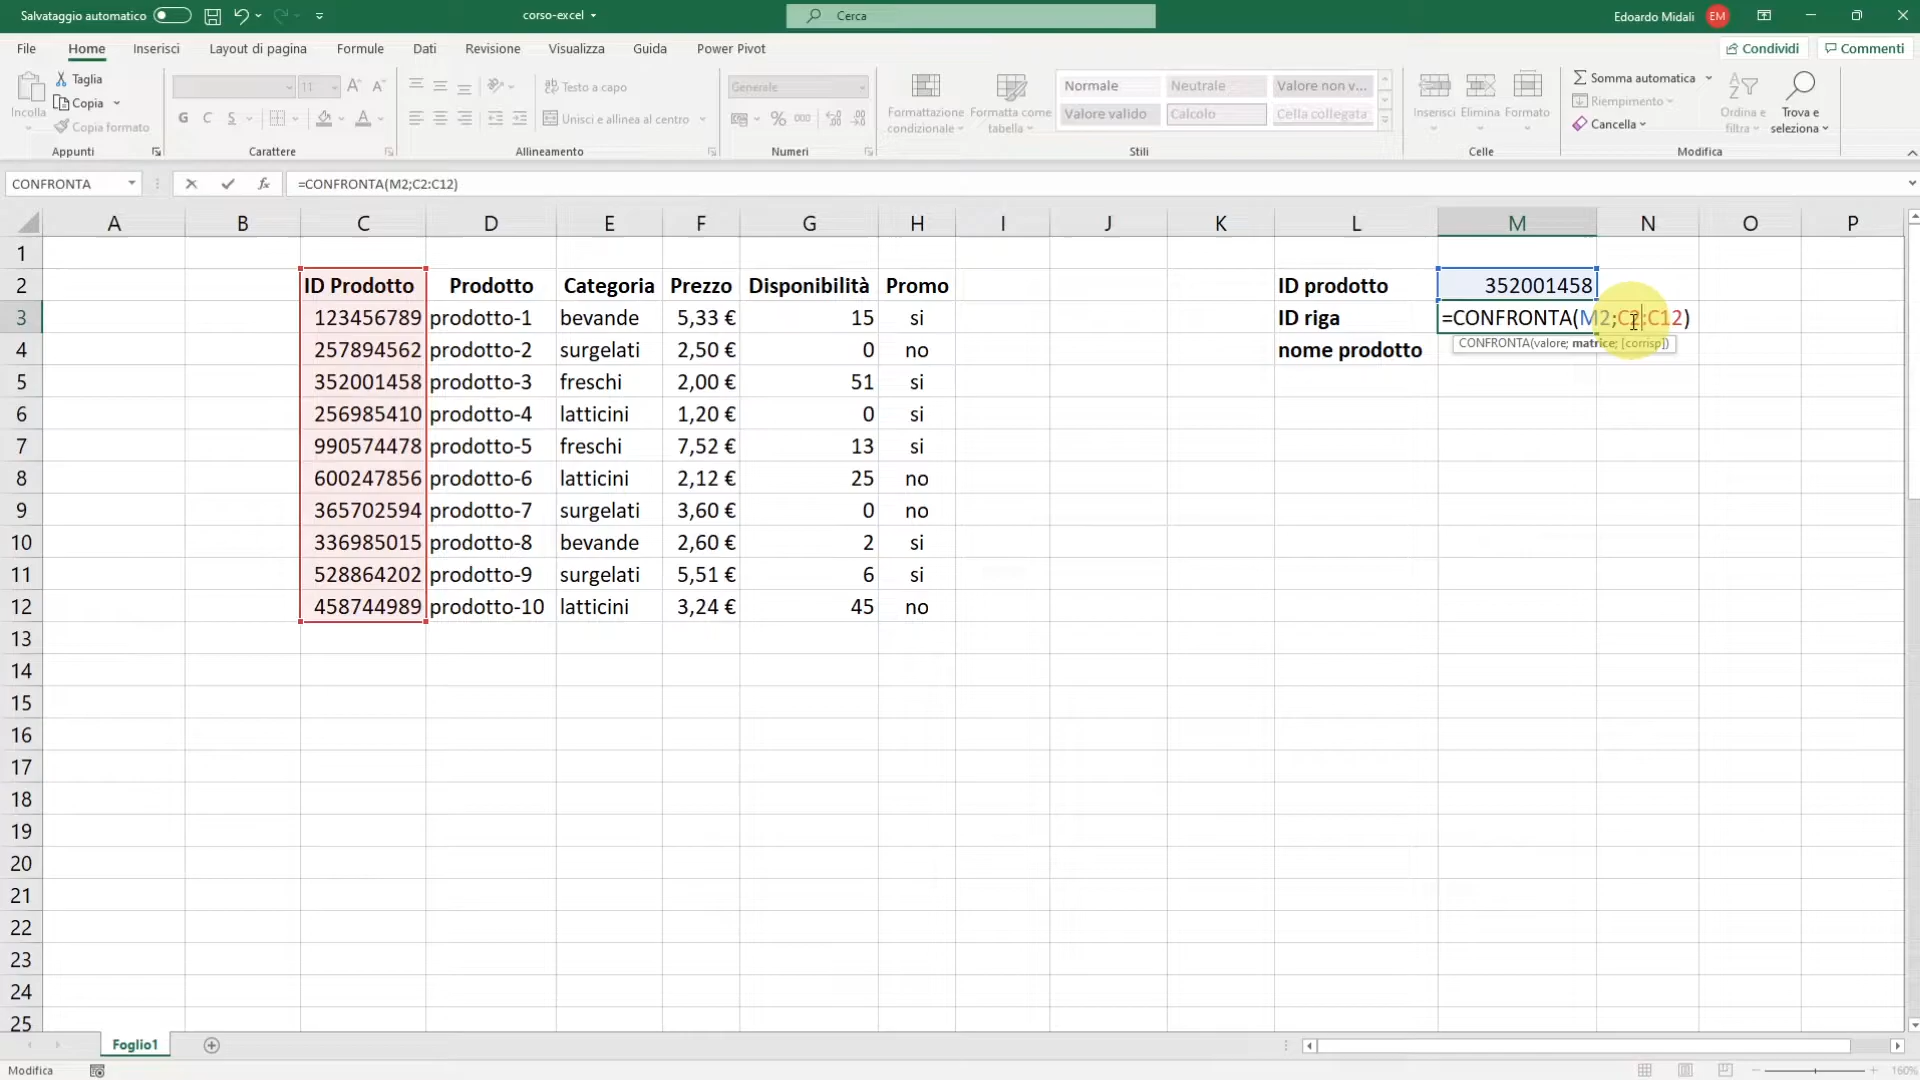 Salvataggio automatico corso-excel Cerca Edoardo Midali EM
File Home Inserisci Layout di pagina Formule Dati Revisione Visualizza Guida Power Pivot Condividi Commenti
Incolla Taglia Copia Copia formato
Appunti
11 A A
G C S A
Carattere
Testo a capo
Unisci e allinea al centro
Allineamento
Generale
% 000
Numeri
Formattazione condizionale Formatta come tabella
Normale Neutrale Valore non v...
Valore valido Calcolo Cella collegata
Stili
Inserisci Elimina Formato
Celle
Somma automatica
Riempimento
Cancella
Ordina e filtra Trova e seleziona
Modifica
CONFRONTA fx =CONFRONTA(M2;C2:C12)
A B C D E F G H I J K L M N O P
1
2 ID Prodotto Prodotto Categoria Prezzo Disponibilità Promo ID prodotto 352001458
3 123456789 prodotto-1 bevande 5,33 € 15 si ID riga =CONFRONTA(M2;C2:C12)
CONFRONTA(valore; matrice; [corrisp])
4 257894562 prodotto-2 surgelati 2,50 € 0 no nome prodotto
5 352001458 prodotto-3 freschi 2,00 € 51 si
6 256985410 prodotto-4 latticini 1,20 € 0 si
7 990574478 prodotto-5 freschi 7,52 € 13 si
8 600247856 prodotto-6 latticini 2,12 € 25 no
9 365702594 prodotto-7 surgelati 3,60 € 0 no
10 336985015 prodotto-8 bevande 2,60 € 2 si
11 528864202 prodotto-9 surgelati 5,51 € 6 si
12 458744989 prodotto-10 latticini 3,24 € 45 no
13
14
15
16
17
18
19
20
21
22
23
24
25
Foglio1
Modifica 160%